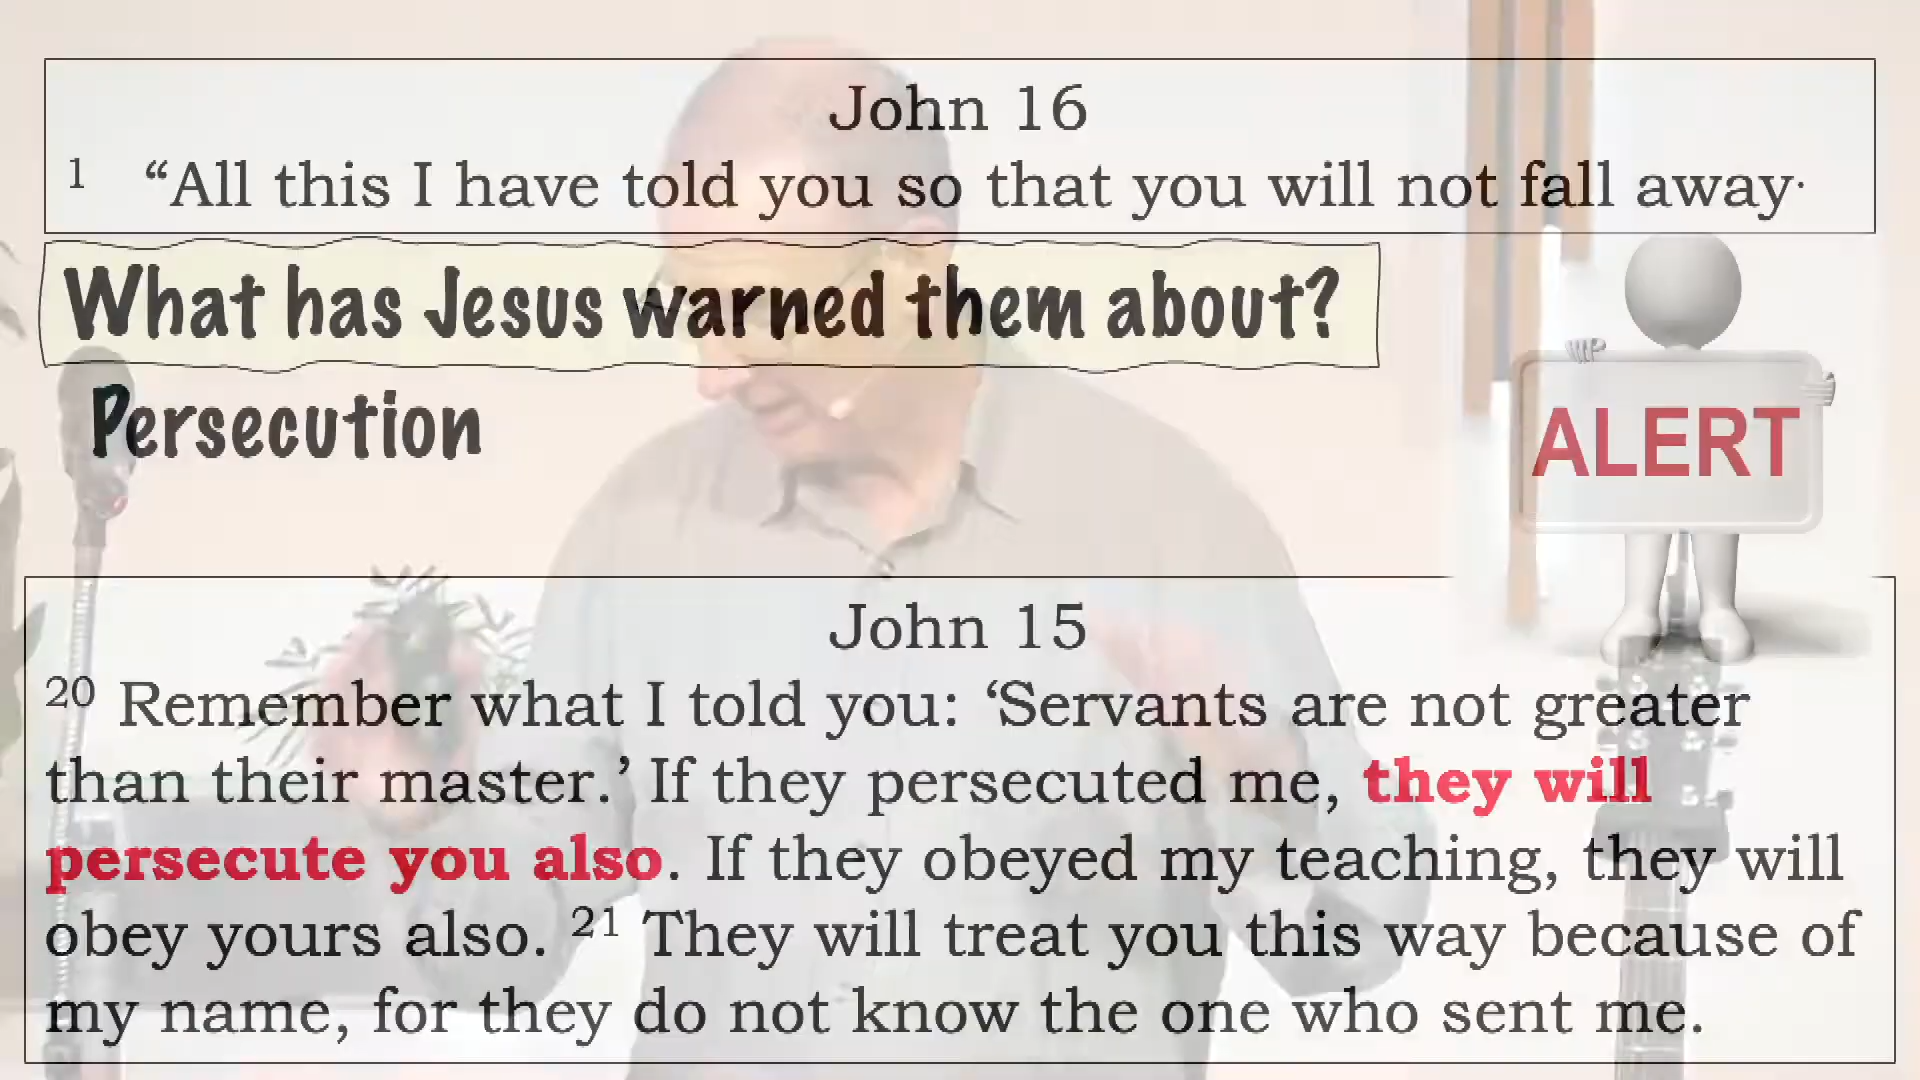 John 16
1 “All this I have told you so that you will not fall away.
What has Jesus warned them about?
Persecution
ALERT
John 15
20 Remember what I told you: ‘Servants are not greater
than their master.’ If they persecuted me, they will
persecute you also. If they obeyed my teaching, they will
obey yours also. 21 They will treat you this way because of
my name, for they do not know the one who sent me.